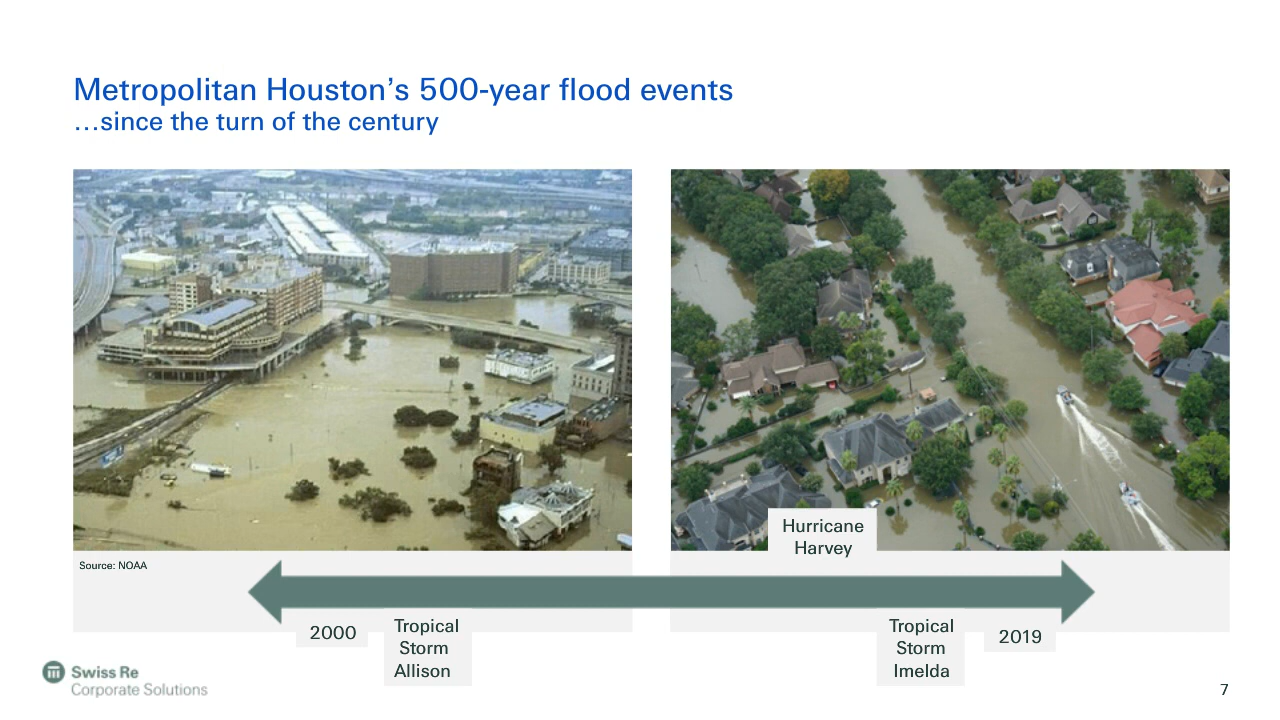 Metropolitan Houston’s 500-year flood events
…since the turn of the century
Hurricane
Harvey
Source: NOAA
2000
Tropical
Storm
Allison
Tropical
Storm
Imelda
2019
Swiss Re
Corporate Solutions
7